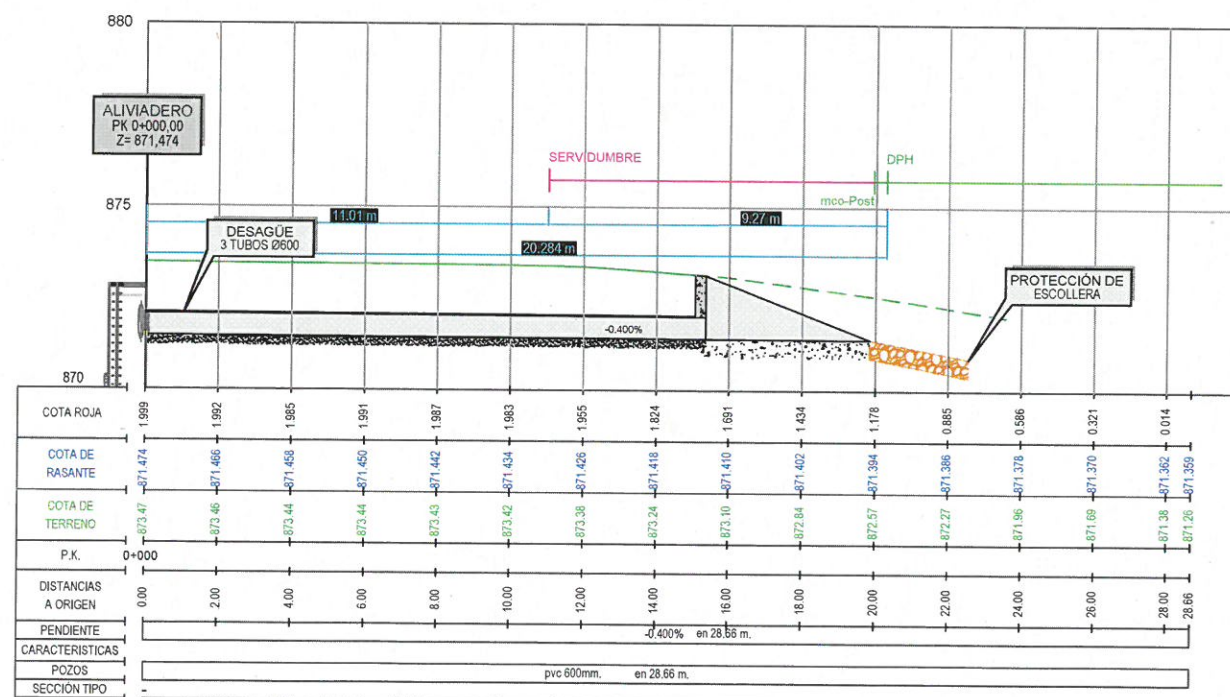 880
ALIVIADERO
PK 0+000,00
Z= 871,474
SERVIDUMBRE
DPH
875
mco-Post
11.01 m
9.27 m
DESAGÜE
3 TUBOS Ø600
20.284 m
PROTECCIÓN DE
ESCOLLERA
-0.400%
870
COTA ROJA
1.999 1.992 1.985 1.991 1.987 1.983 1.955 1.824 1.691 1.434 1.178 0.885 0.586 0.321 0.014
COTA DE
RASANTE
871.474 871.466 871.458 871.450 871.442 871.434 871.426 871.418 871.410 871.402 871.394 871.386 871.378 871.370 871.362 871.359
COTA DE
TERRENO
873.47 873.46 873.44 873.44 873.43 873.42 873.38 873.24 873.10 872.84 872.57 872.27 871.96 871.69 871.38 871.26
P.K.
0+000
DISTANCIAS
A ORIGEN
0.00 2.00 4.00 6.00 8.00 10.00 12.00 14.00 16.00 18.00 20.00 22.00 24.00 26.00 28.00 28.66
PENDIENTE
-0.400% en 28.66 m.
CARACTERISTICAS
POZOS
pvc 600mm. en 28.66 m.
SECCIÓN TIPO
-